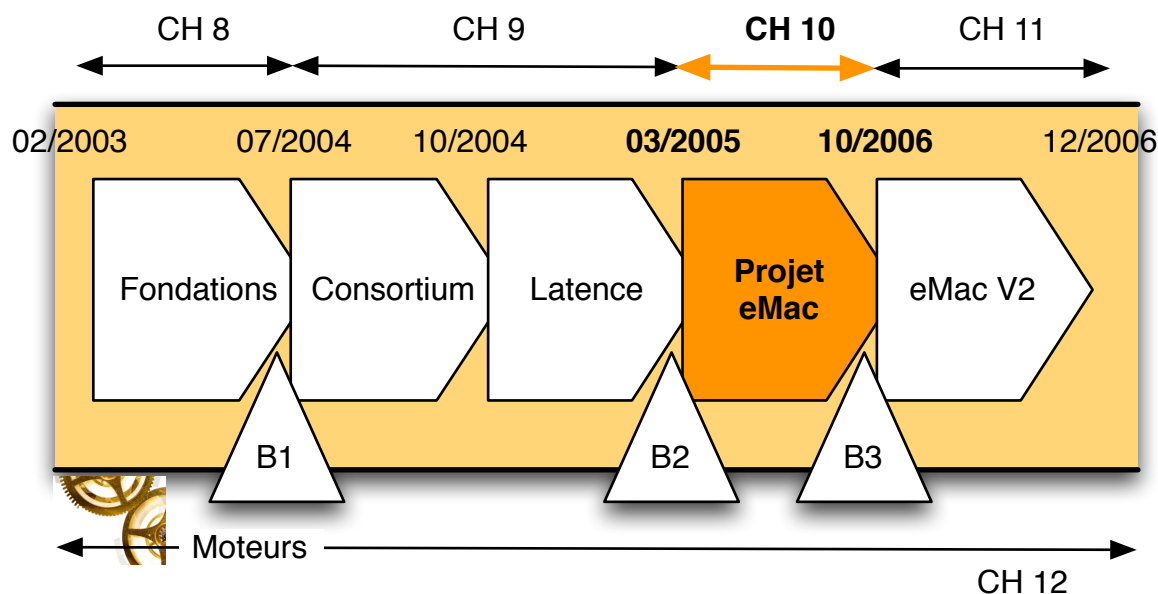 CH 8
CH 9
CH 10
CH 11
02/2003
07/2004
10/2004
03/2005
10/2006
12/2006
Fondations
Consortium
Latence
Projet
eMac
eMac V2
B1
B2
B3
Moteurs
CH 12